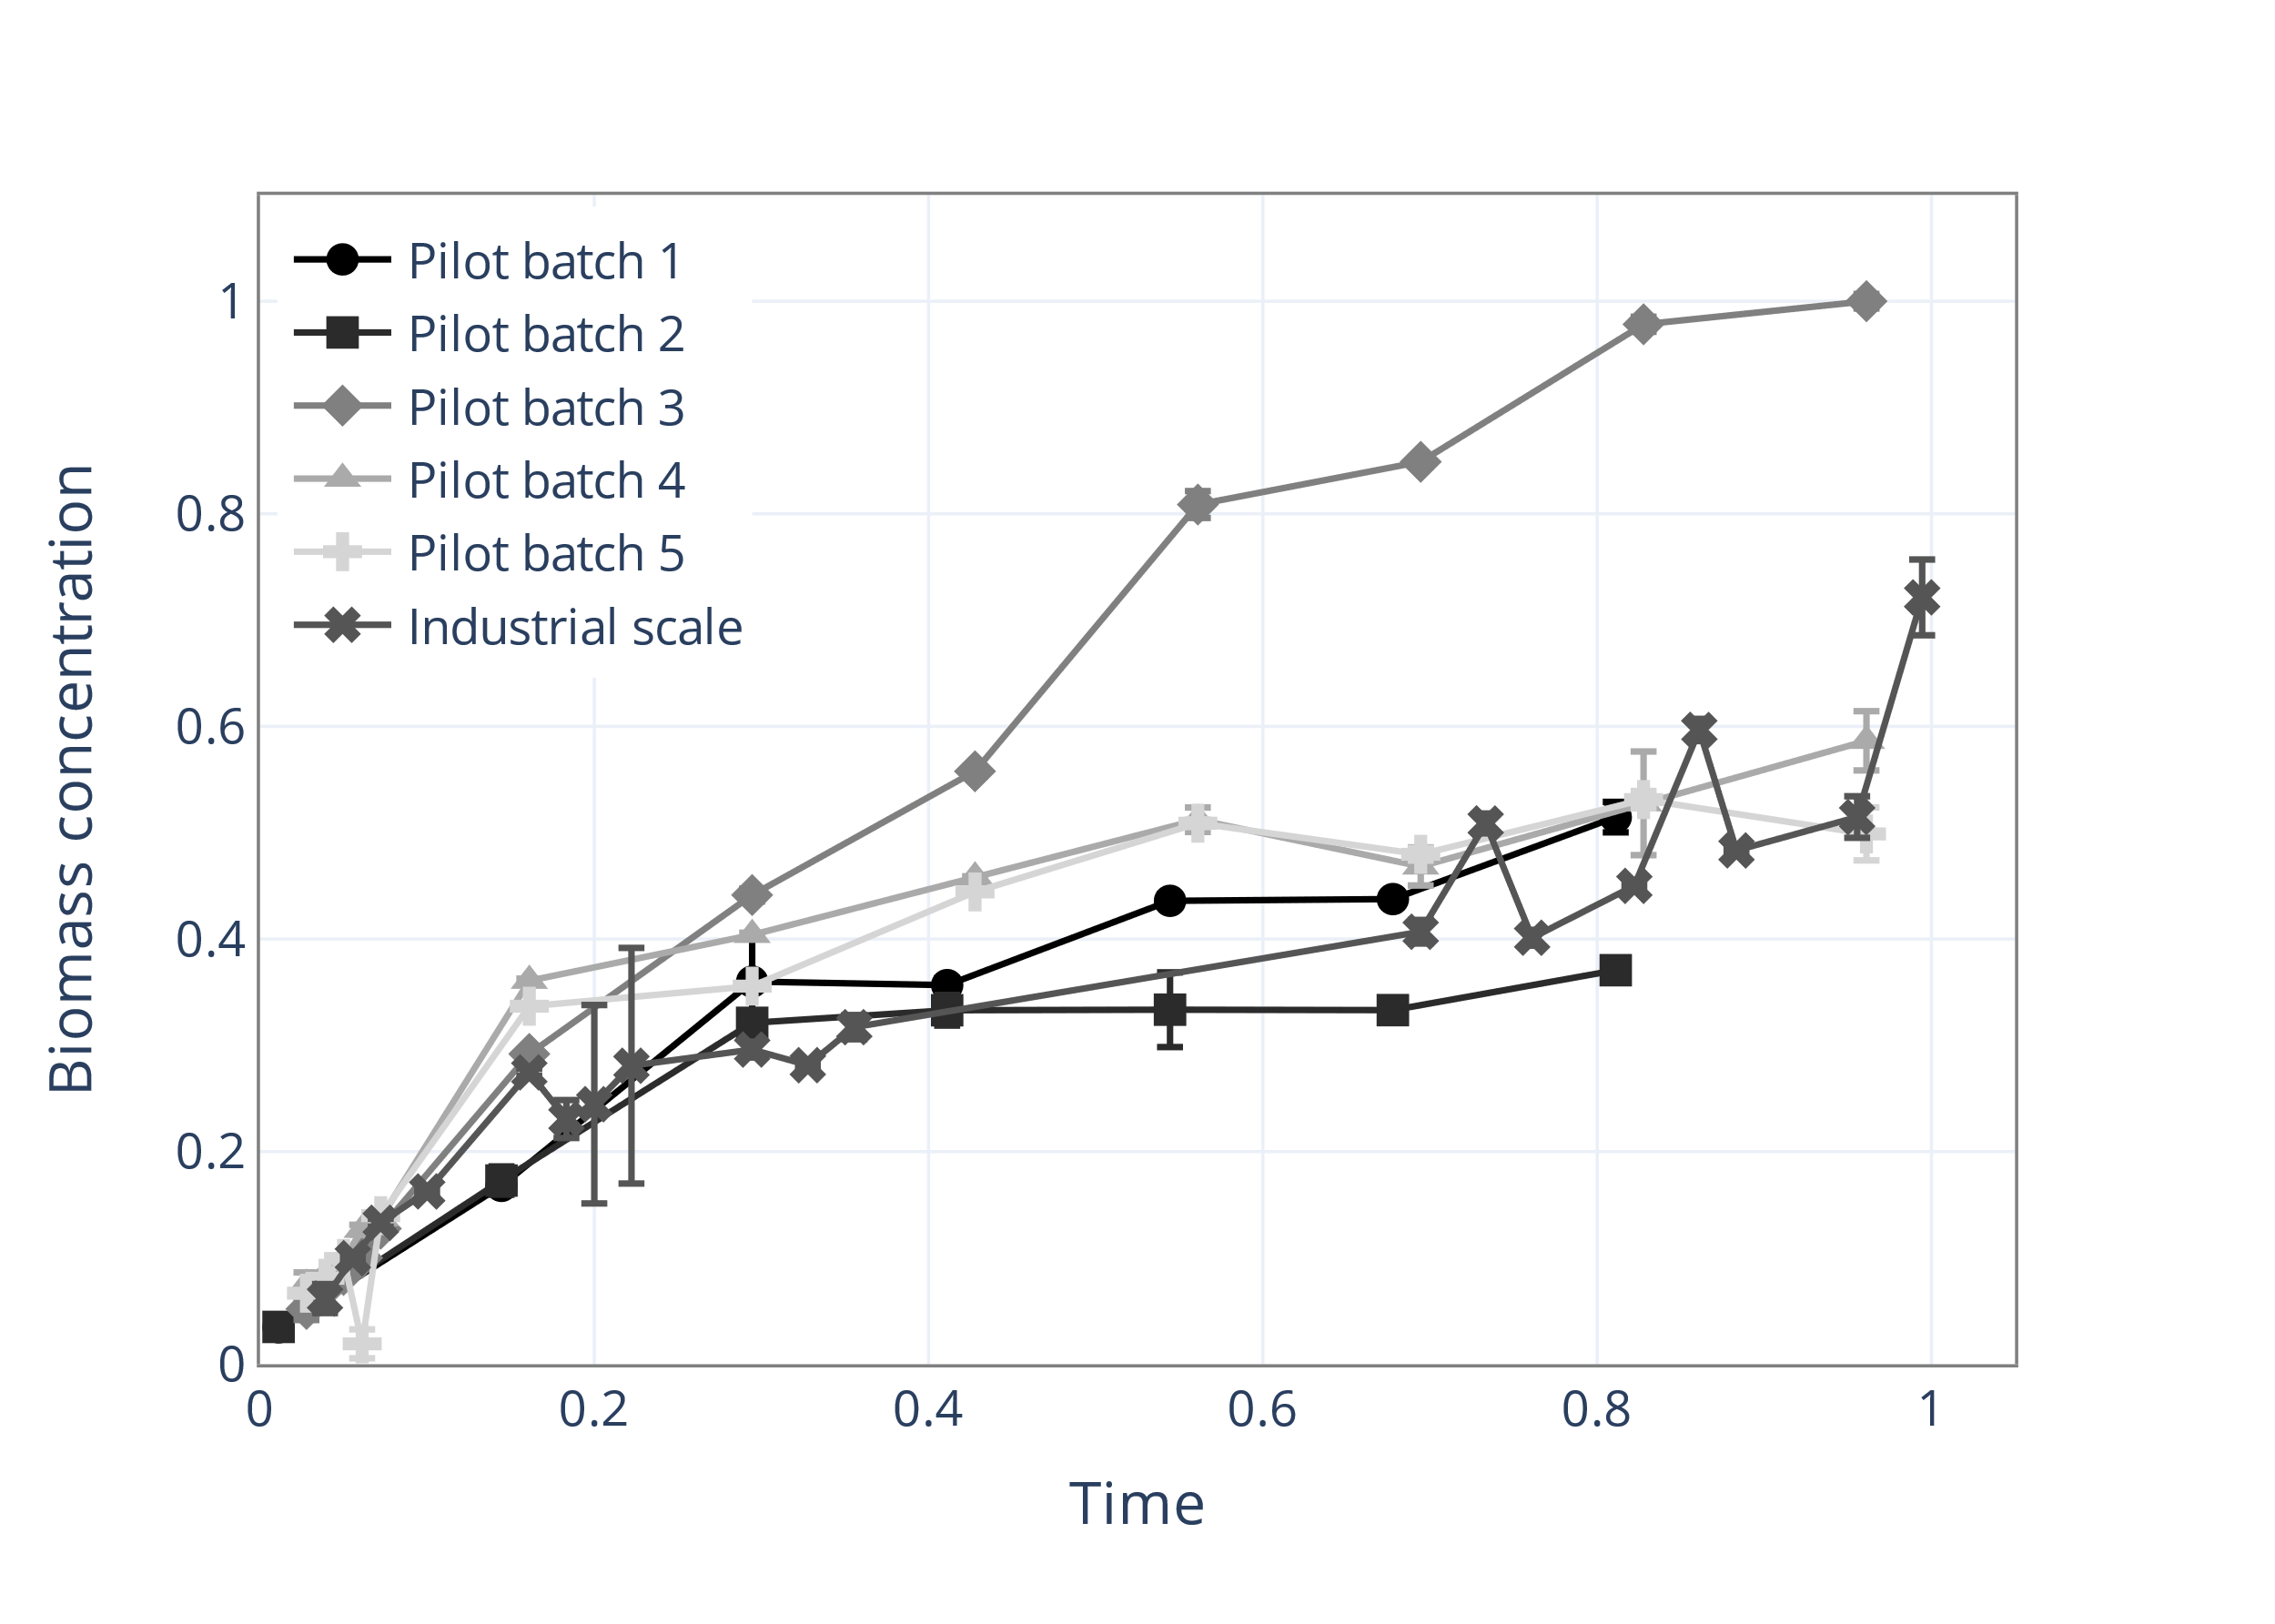 Pilot batch 1
Pilot batch 2
Pilot batch 3
Pilot batch 4
Pilot batch 5
Industrial scale
1
0.8
0.6
0.4
0.2
0
Biomass concentration
0
0.2
0.4
0.6
0.8
1
Time